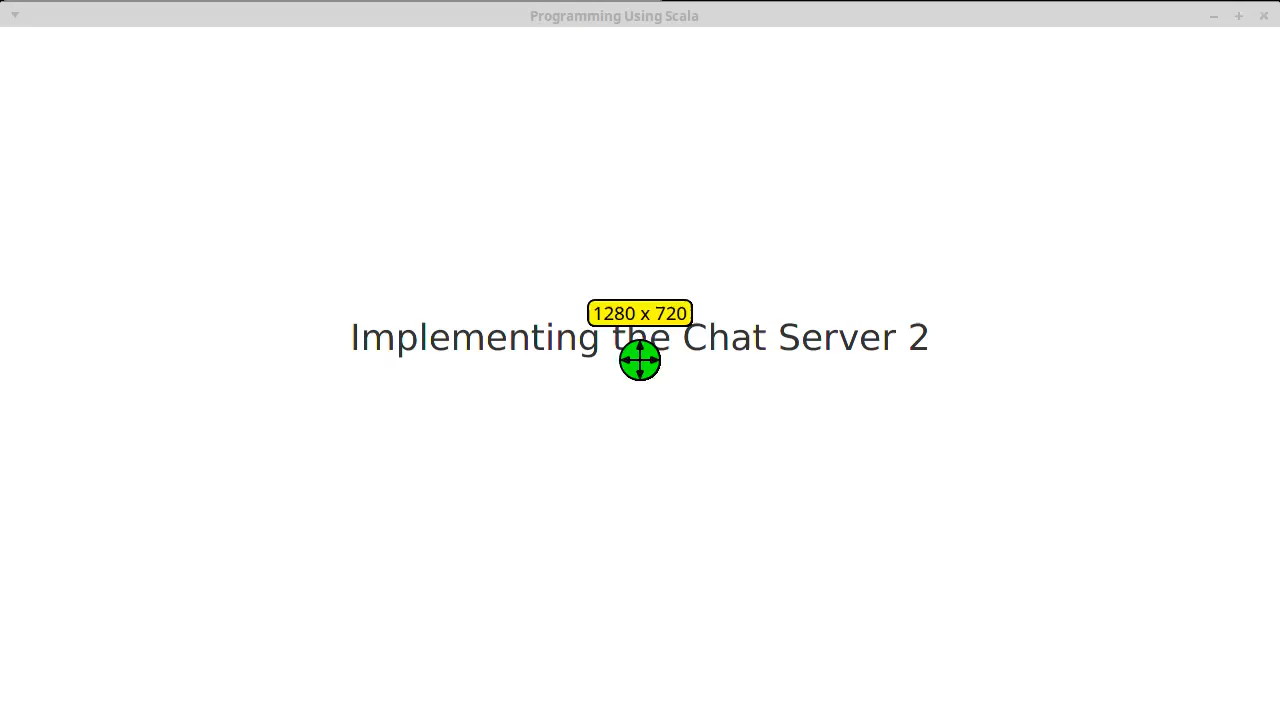 Programming Using Scala
1280 x 720
Implementing the Chat Server 2